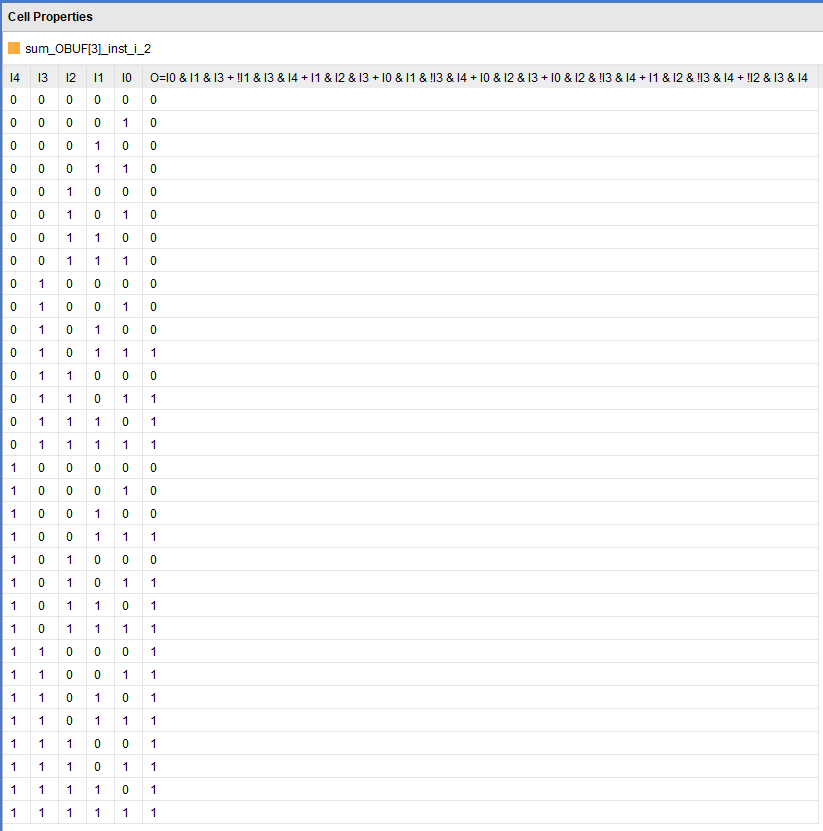 Cell Properties
sum_OBUF[3]_inst_i_2
I4 I3 I2 I1 I0 O=I0 & I1 & I3 + !I1 & I3 & I4 + I1 & I2 & I3 + I0 & I1 & !I3 & I4 + I0 & I2 & I3 + I0 & I2 & !I3 & I4 + I1 & I2 & !I3 & I4 + !I2 & I3 & I4
0 0 0 0 0 0
0 0 0 0 1 0
0 0 0 1 0 0
0 0 0 1 1 0
0 0 1 0 0 0
0 0 1 0 1 0
0 0 1 1 0 0
0 0 1 1 1 0
0 1 0 0 0 0
0 1 0 0 1 0
0 1 0 1 0 0
0 1 0 1 1 1
0 1 1 0 0 0
0 1 1 0 1 1
0 1 1 1 0 1
0 1 1 1 1 1
1 0 0 0 0 0
1 0 0 0 1 0
1 0 0 1 0 0
1 0 0 1 1 1
1 0 1 0 0 0
1 0 1 0 1 1
1 0 1 1 0 1
1 0 1 1 1 1
1 1 0 0 0 1
1 1 0 0 1 1
1 1 0 1 0 1
1 1 0 1 1 1
1 1 1 0 0 1
1 1 1 0 1 1
1 1 1 1 0 1
1 1 1 1 1 1